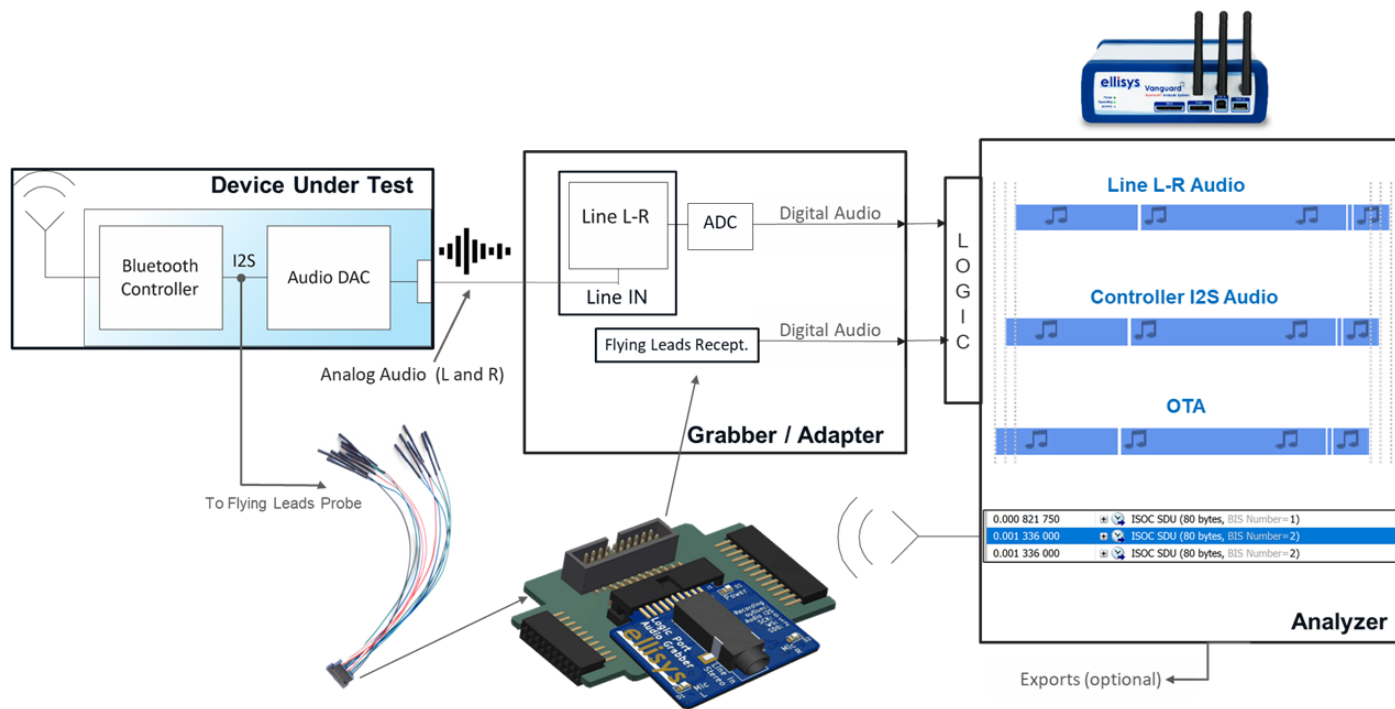 ellisys
Vanguard
Device Under Test
Bluetooth
Controller
I2S
Audio DAC
Analog Audio (L and R)
To Flying Leads Probe
Line L-R
ADC
Line IN
Digital Audio
Flying Leads Recept.
Digital Audio
Grabber / Adapter
LOGIC
Line L-R Audio
Controller I2S Audio
OTA
0.000 821 750 ISOC SDU (80 bytes, BIS Number=1)
0.001 336 000 ISOC SDU (80 bytes, BIS Number=2)
0.001 336 000 ISOC SDU (80 bytes, BIS Number=2)
Analyzer
Exports (optional)
Power
Logic Port
Audio Grabber
ellisys
Line In
Stereo
Mic
L
Recording
Mic